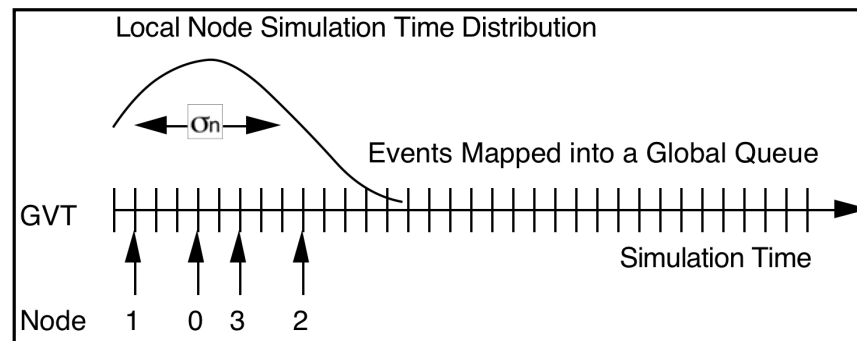 Local Node Simulation Time Distribution
σn
Events Mapped into a Global Queue
GVT
Simulation Time
Node 1 0 3 2